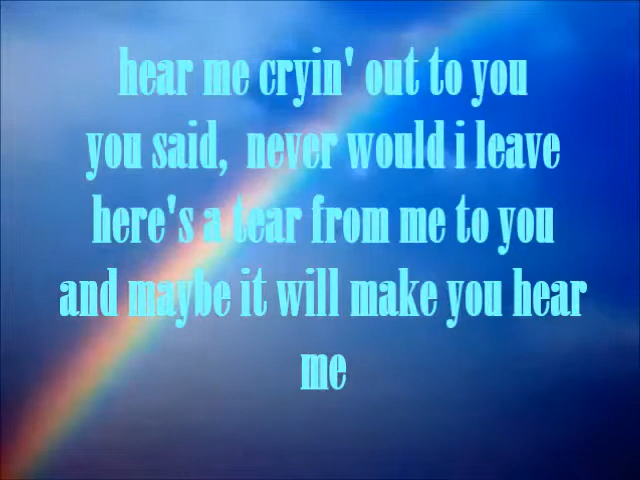 hear me cryin' out to you
you said, never would i leave
here's a tear from me to you
and maybe it will make you hear
me